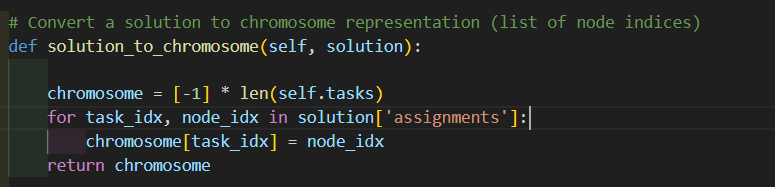 # Convert a solution to chromosome representation (list of node indices)
def solution_to_chromosome(self, solution):
chromosome = [-1] * len(self.tasks)
for task_idx, node_idx in solution['assignments']:
chromosome[task_idx] = node_idx
return chromosome